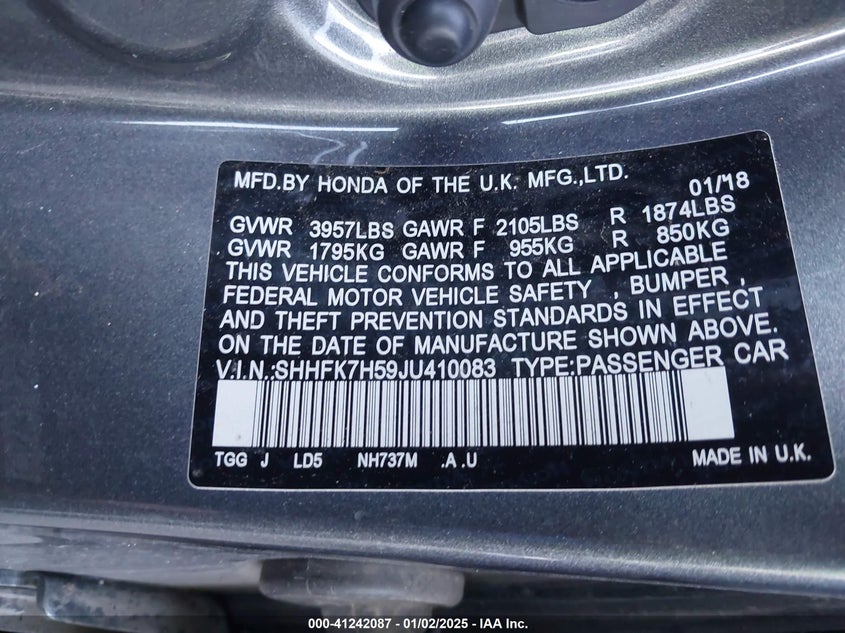 MFD.BY HONDA OF THE U.K. MFG.,LTD. 01/'18
GVWR 3957LBS GAWR F 2105LBS R 1874LBS
GVWR 1795KG GAWR F 955KG R 850KG
THIS VEHICLE CONFORMS TO ALL APPLICABLE
FEDERAL MOTOR VEHICLE SAFETY , BUMPER ,
AND THEFT PREVENTION STANDARDS IN EFFECT
ON THE DATE OF MANUFACTURE SHOWN ABOVE.
V.I.N.:SHHFK7H59JU410083 TYPE:PASSENGER CAR
TGG J LD5 NH737M .A .U MADE IN U.K.
000-41242087 - 01/02/2025 - IAA Inc.